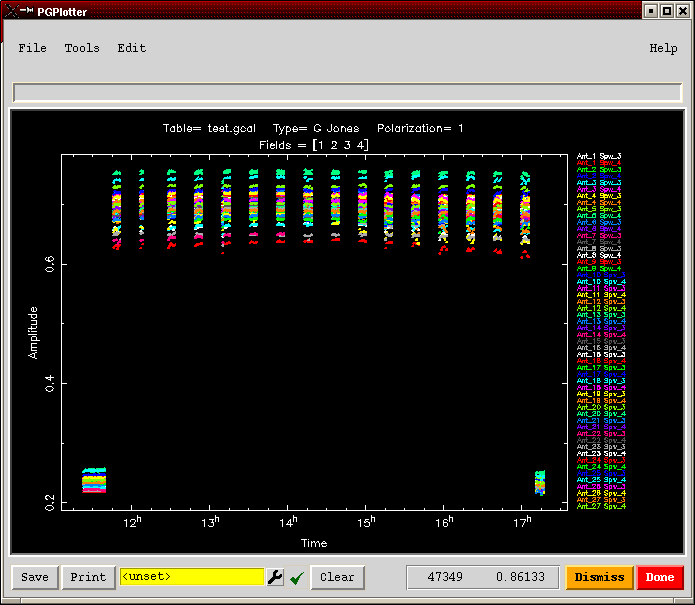 PGPlotter
File Tools Edit Help
Table= test.gcal Type= G Jones Polarization= 1
Fields = [1 2 3 4]
Amplitude
0.6
0.4
0.2
12h 13h 14h 15h 16h 17h
Time
Ant_1 Spw_3
Ant_1 Spw_4
Ant_2 Spw_3
Ant_2 Spw_4
Ant_3 Spw_3
Ant_3 Spw_4
Ant_4 Spw_3
Ant_4 Spw_4
Ant_5 Spw_3
Ant_5 Spw_4
Ant_6 Spw_3
Ant_6 Spw_4
Ant_7 Spw_3
Ant_7 Spw_4
Ant_8 Spw_3
Ant_8 Spw_4
Ant_9 Spw_3
Ant_9 Spw_4
Ant_10 Spw_3
Ant_10 Spw_4
Ant_11 Spw_3
Ant_11 Spw_4
Ant_12 Spw_3
Ant_12 Spw_4
Ant_13 Spw_3
Ant_13 Spw_4
Ant_14 Spw_3
Ant_14 Spw_4
Ant_15 Spw_3
Ant_15 Spw_4
Ant_16 Spw_3
Ant_16 Spw_4
Ant_17 Spw_3
Ant_17 Spw_4
Ant_18 Spw_3
Ant_18 Spw_4
Ant_19 Spw_3
Ant_19 Spw_4
Ant_20 Spw_3
Ant_20 Spw_4
Ant_21 Spw_3
Ant_21 Spw_4
Ant_22 Spw_3
Ant_22 Spw_4
Ant_23 Spw_3
Ant_23 Spw_4
Ant_24 Spw_3
Ant_24 Spw_4
Ant_25 Spw_3
Ant_25 Spw_4
Ant_26 Spw_3
Ant_26 Spw_4
Ant_27 Spw_3
Ant_27 Spw_4
Save Print <unset> Clear 47349 0.86133 Dismiss Done